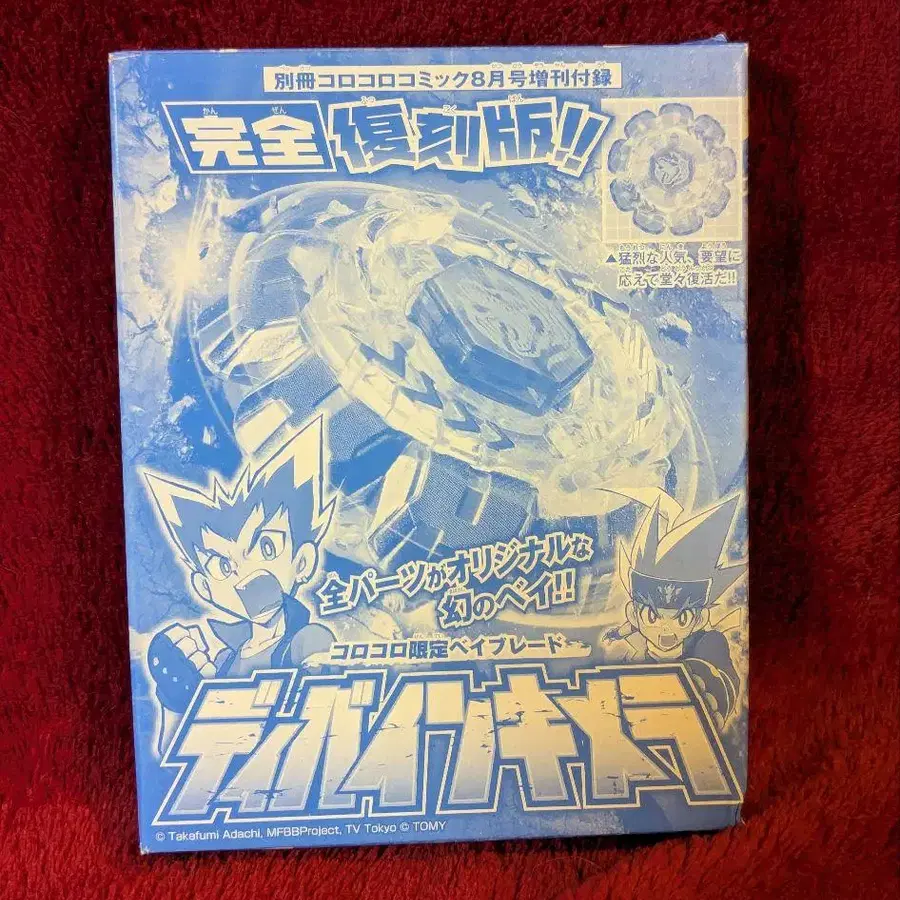 別冊コロコロコミック8月号増刊付録
完全復刻版!!
▲猛烈な人気、要望に
応えて堂々復活だ!!
全パーツがオリジナルな
幻のベイ!!
コロコロ限定ベイブレード
ディバインキメラ
© Takafumi Adachi, MFBBProject, TV Tokyo © TOMY